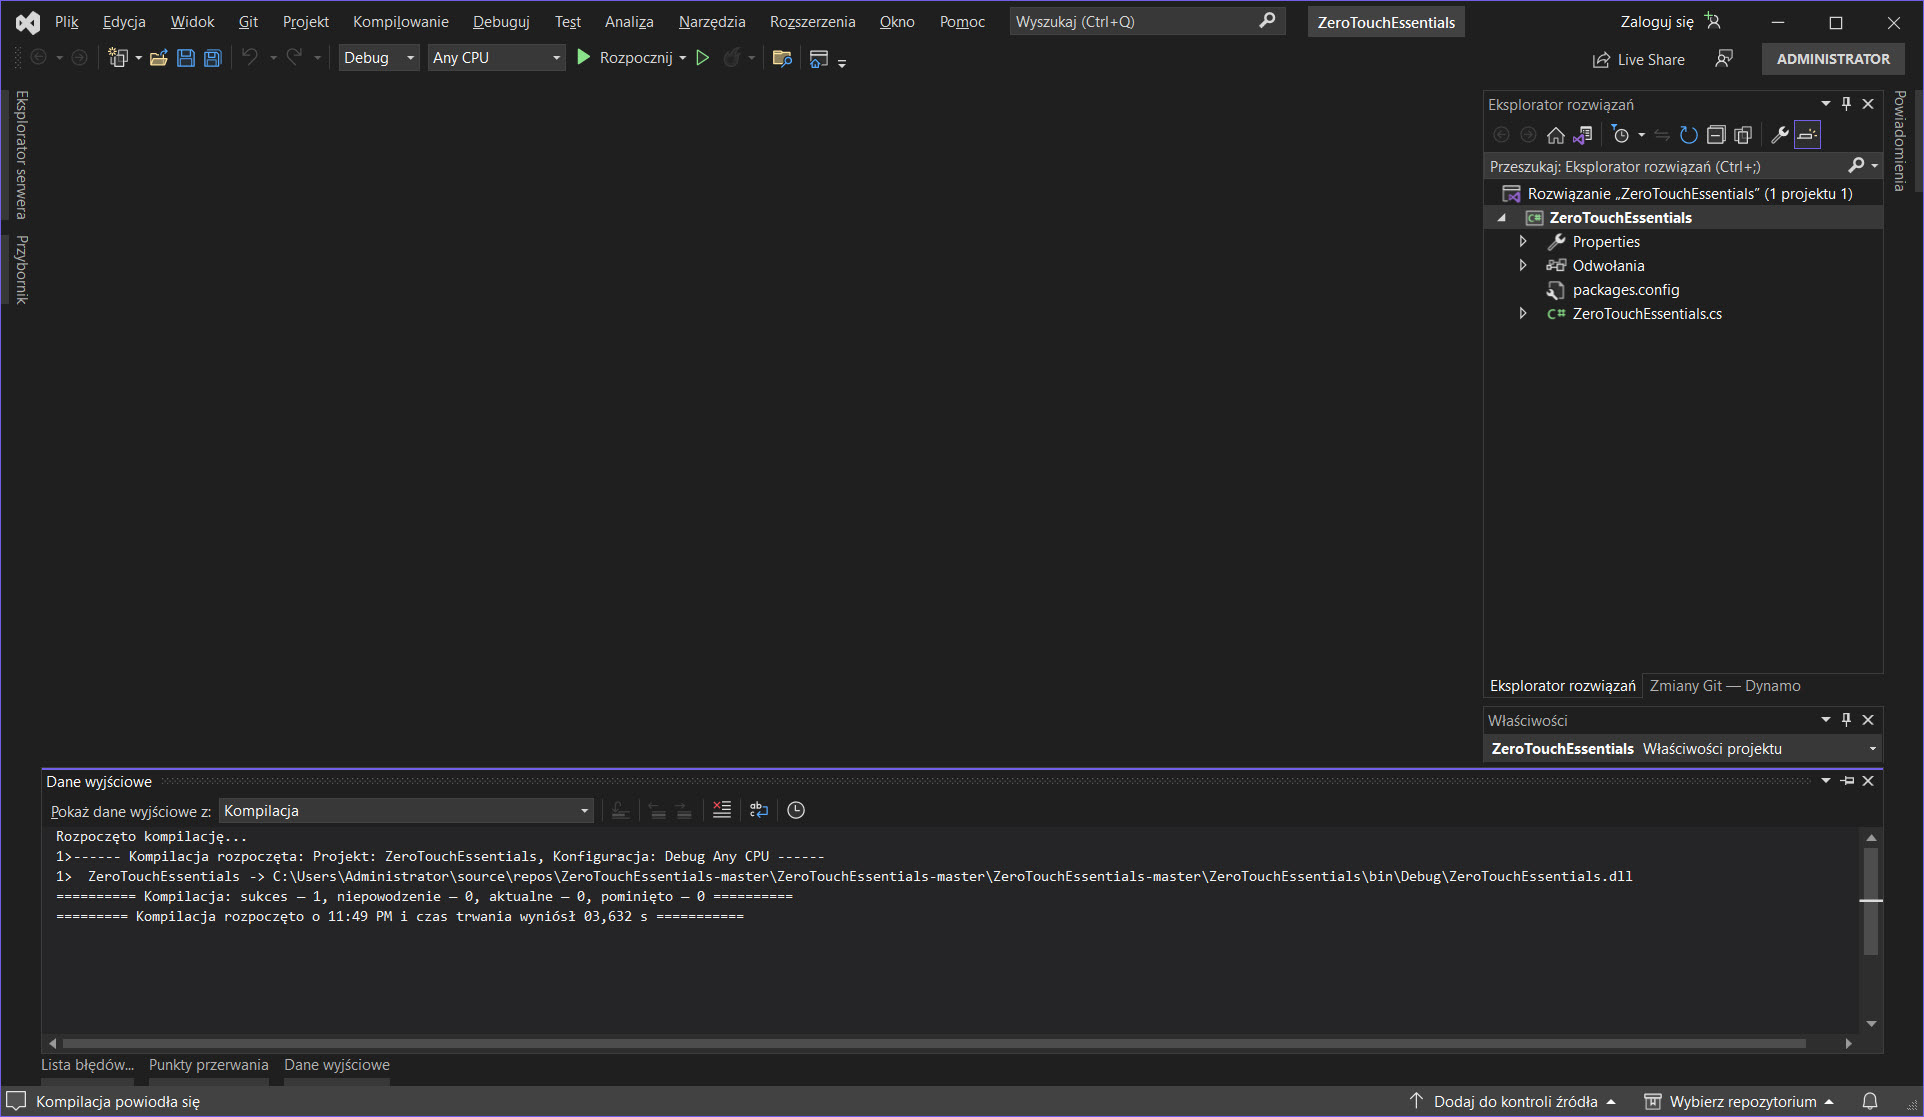 Plik Edycja Widok Git Projekt Kompilowanie Debuguj Test Analiza Narzędzia Rozszerzenia Okno Pomoc Wyszukaj (Ctrl+Q) ZeroTouchEssentials Zaloguj się
Debug Any CPU Rozpocznij Live Share ADMINISTRATOR
Eksplorator serwera
Przybornik
Eksplorator rozwiązań
Przeszukaj: Eksplorator rozwiązań (Ctrl+;)
Rozwiązanie „ZeroTouchEssentials” (1 projektu 1)
C# ZeroTouchEssentials
Properties
Odwołania
packages.config
C# ZeroTouchEssentials.cs
Powiadomienia
Eksplorator rozwiązań Zmiany Git — Dynamo
Właściwości
ZeroTouchEssentials Właściwości projektu
Dane wyjściowe
Pokaż dane wyjściowe z: Kompilacja
Rozpoczęto kompilację...
1>------ Kompilacja rozpoczęta: Projekt: ZeroTouchEssentials, Konfiguracja: Debug Any CPU ------
1>  ZeroTouchEssentials -> C:\Users\Administrator\source\repos\ZeroTouchEssentials-master\ZeroTouchEssentials-master\ZeroTouchEssentials-master\ZeroTouchEssentials\bin\Debug\ZeroTouchEssentials.dll
========== Kompilacja: sukces — 1, niepowodzenie — 0, aktualne — 0, pominięto — 0 ==========
========= Kompilacja rozpoczęto o 11:49 PM i czas trwania wyniósł 03,632 s ===========
Lista błędów... Punkty przerwania Dane wyjściowe
Kompilacja powiodła się Dodaj do kontroli źródła Wybierz repozytorium